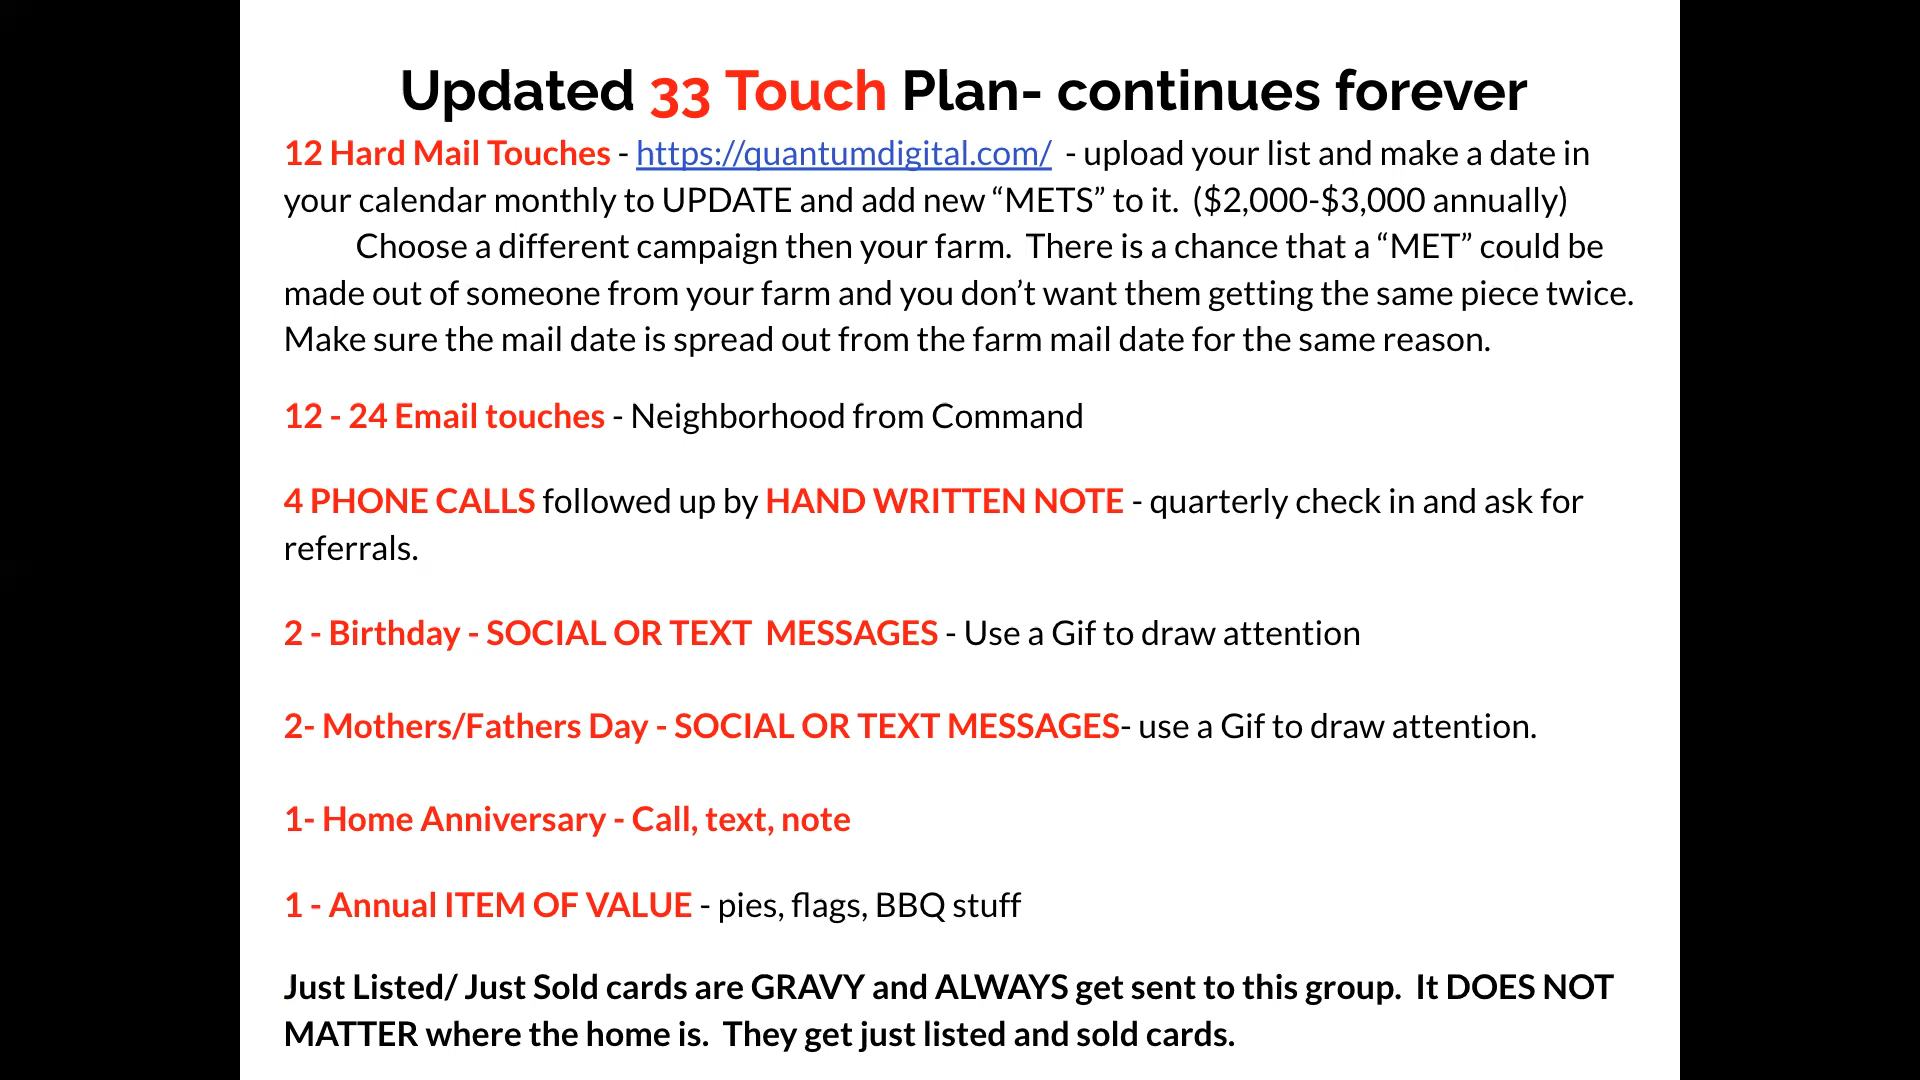 Updated 33 Touch Plan- continues forever
12 Hard Mail Touches - https://quantumdigital.com/ - upload your list and make a date in
your calendar monthly to UPDATE and add new “METS” to it. ($2,000-$3,000 annually)
Choose a different campaign then your farm. There is a chance that a “MET” could be
made out of someone from your farm and you don’t want them getting the same piece twice.
Make sure the mail date is spread out from the farm mail date for the same reason.
12 - 24 Email touches - Neighborhood from Command
4 PHONE CALLS followed up by HAND WRITTEN NOTE - quarterly check in and ask for
referrals.
2 - Birthday - SOCIAL OR TEXT MESSAGES - Use a Gif to draw attention
2- Mothers/Fathers Day - SOCIAL OR TEXT MESSAGES- use a Gif to draw attention.
1- Home Anniversary - Call, text, note
1 - Annual ITEM OF VALUE - pies, flags, BBQ stuff
Just Listed/ Just Sold cards are GRAVY and ALWAYS get sent to this group. It DOES NOT
MATTER where the home is. They get just listed and sold cards.